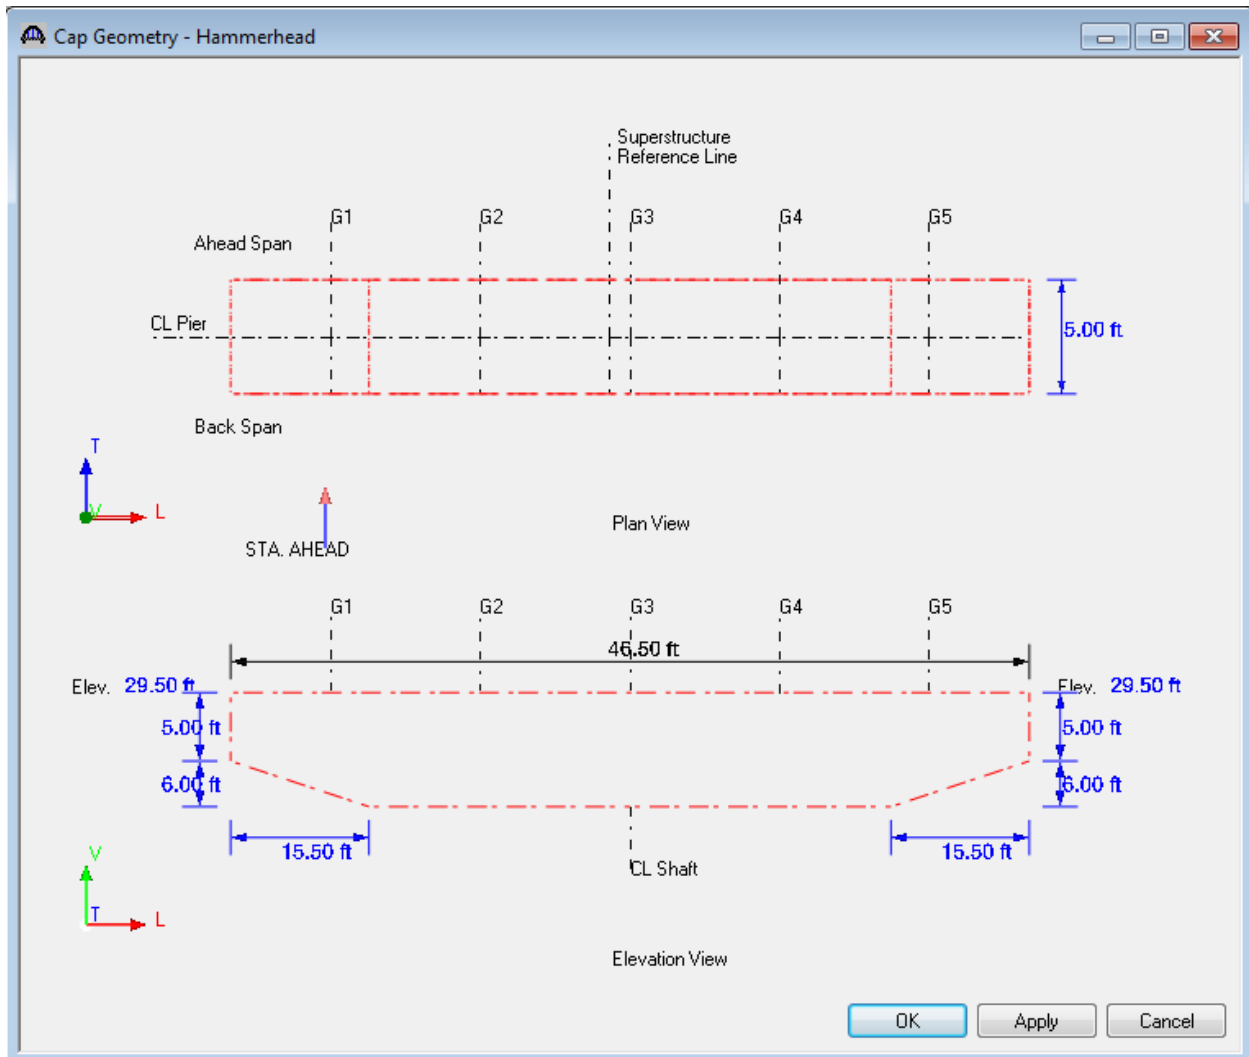 Cap Geometry - Hammerhead
Superstructure
Reference Line
G1 G2 G3 G4 G5
Ahead Span
CL Pier
5.00 ft
Back Span
T
V L
STA. AHEAD
Plan View
G1 G2 G3 G4 G5
46.50 ft
Elev. 29.50 ft Elev. 29.50 ft
5.00 ft 5.00 ft
6.00 ft 6.00 ft
15.50 ft 15.50 ft
V
CL Shaft
T L
Elevation View
OK Apply Cancel